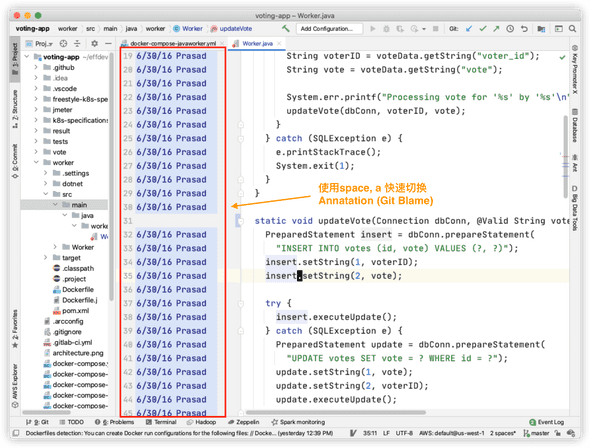 voting-app – Worker.java
voting-app
worker
src
main
java
worker
Worker
updateVote
Add Configuration...
Git:
Proj..
docker-compose-javaworker.yml
Worker.java
1: Project
7: Structure
Commit
2: Favorites
AWS Explorer
Key Promoter X
Database
Ant
Big Data Tools
voting-app ~/effdev
.github
.idea
.vscode
freestyle-k8s-spec
jmeter
k8s-specifications
result
tests
vote
worker
.settings
dotnet
src
main
java
worke
W
Worker
target
.classpath
.project
Dockerfile
Dockerfile.j
pom.xml
.arcconfig
.gitignore
.gitlab-ci.yml
architecture.png
docker-compose.
docker-compose-
docker-compose-
docker-compose-
19 6/30/16 Prasad String voterID = voteData.getString("voter_id");
20 6/30/16 Prasad String vote = voteData.getString("vote");
21 6/30/16 Prasad
22 6/30/16 Prasad System.err.printf("Processing vote for '%s' by '%s'\n"
23 6/30/16 Prasad updateVote(dbConn, voterID, vote);
24 6/30/16 Prasad }
25 6/30/16 Prasad } catch (SQLException e) {
26 6/30/16 Prasad e.printStackTrace();
27 6/30/16 Prasad System.exit(1);
28 6/30/16 Prasad }
29 6/30/16 Prasad }
30 6/30/16 Prasad
使用space, a 快速切换
Annatation (Git Blame)
31 static void updateVote(Connection dbConn, @Valid String vote
32 6/30/16 Prasad PreparedStatement insert = dbConn.prepareStatement(
33 6/30/16 Prasad "INSERT INTO votes (id, vote) VALUES (?, ?)");
34 6/30/16 Prasad insert.setString(1, voterID);
35 6/30/16 Prasad insert.setString(2, vote);
36 6/30/16 Prasad
37 6/30/16 Prasad try {
38 6/30/16 Prasad insert.executeUpdate();
39 6/30/16 Prasad } catch (SQLException e) {
40 6/30/16 Prasad PreparedStatement update = dbConn.prepareStatement(
41 6/30/16 Prasad "UPDATE votes SET vote = ? WHERE id = ?");
42 6/30/16 Prasad update.setString(1, vote);
43 6/30/16 Prasad update.setString(2, voterID);
44 6/30/16 Prasad update.executeUpdate();
45 6/30/16 Prasad
9: Git
TODO
6: Problems
Terminal
Hadoop
Zeppelin
Spark monitoring
Event Log
Dockerfiles detection: You can create Docker run configurations for the following files: // Docke... (yesterday 12:39 PM)
35:11
LF
UTF-8
AWS: default@us-west-1
2 spaces*
master